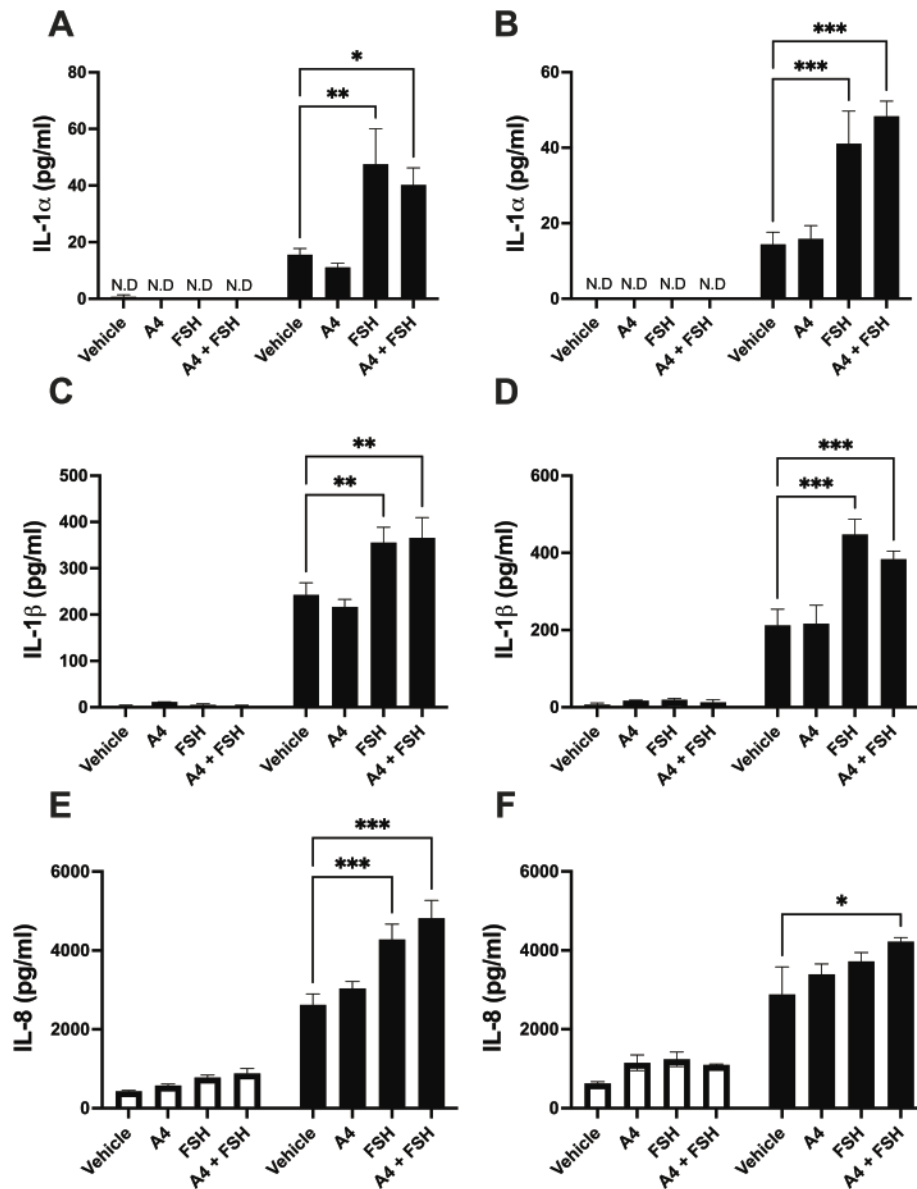 A
*
**
80
60
40
20
0
IL-1α (pg/ml)
N.D N.D N.D N.D
Vehicle A4 FSH A4 + FSH Vehicle A4 FSH A4 + FSH
B
***
***
60
40
20
0
IL-1α (pg/ml)
N.D N.D N.D N.D
Vehicle A4 FSH A4 + FSH Vehicle A4 FSH A4 + FSH
C
**
**
500
400
300
200
100
0
IL-1β (pg/ml)
Vehicle A4 FSH A4 + FSH Vehicle A4 FSH A4 + FSH
D
***
***
600
400
200
0
IL-1β (pg/ml)
Vehicle A4 FSH A4 + FSH Vehicle A4 FSH A4 + FSH
E
***
***
6000
4000
2000
0
IL-8 (pg/ml)
Vehicle A4 FSH A4 + FSH Vehicle A4 FSH A4 + FSH
F
*
6000
4000
2000
0
IL-8 (pg/ml)
Vehicle A4 FSH A4 + FSH Vehicle A4 FSH A4 + FSH